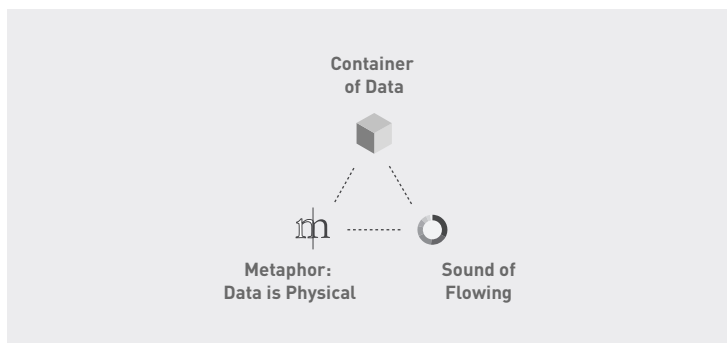 Container
of Data
m
Metaphor:
Data is Physical
Sound of
Flowing